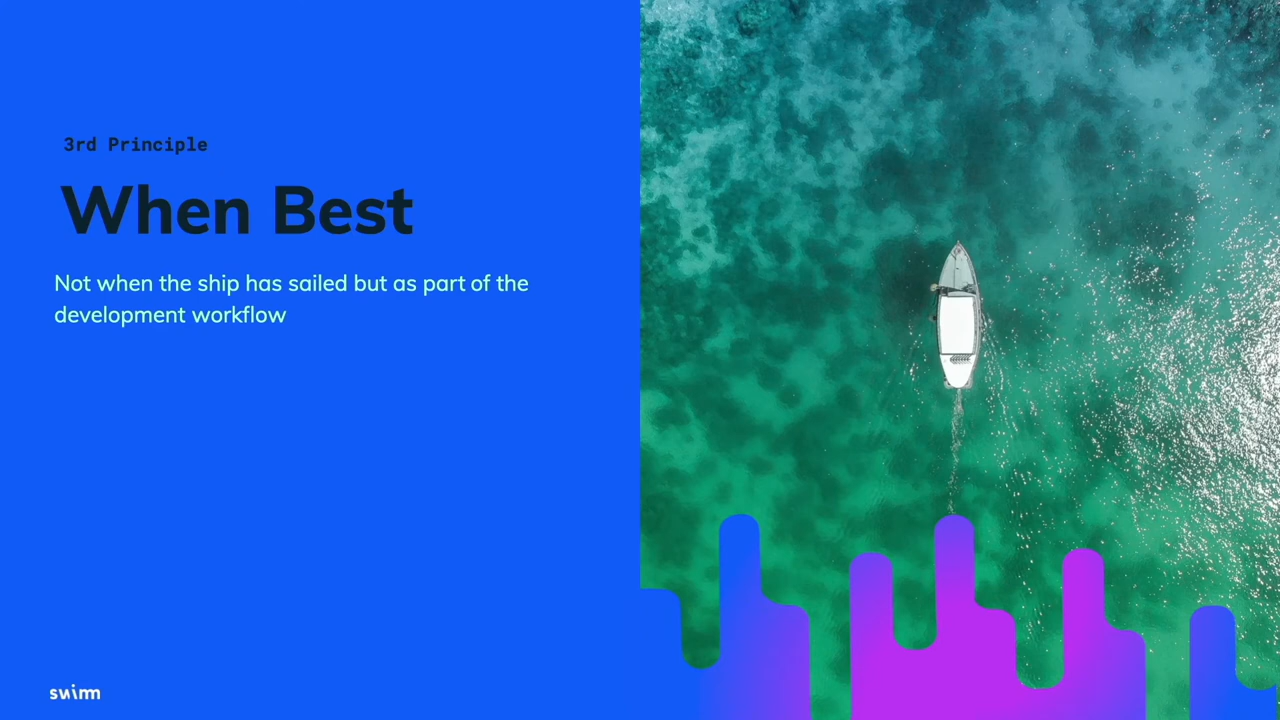 3rd Principle
When Best
Not when the ship has sailed but as part of the
development workflow
swimm